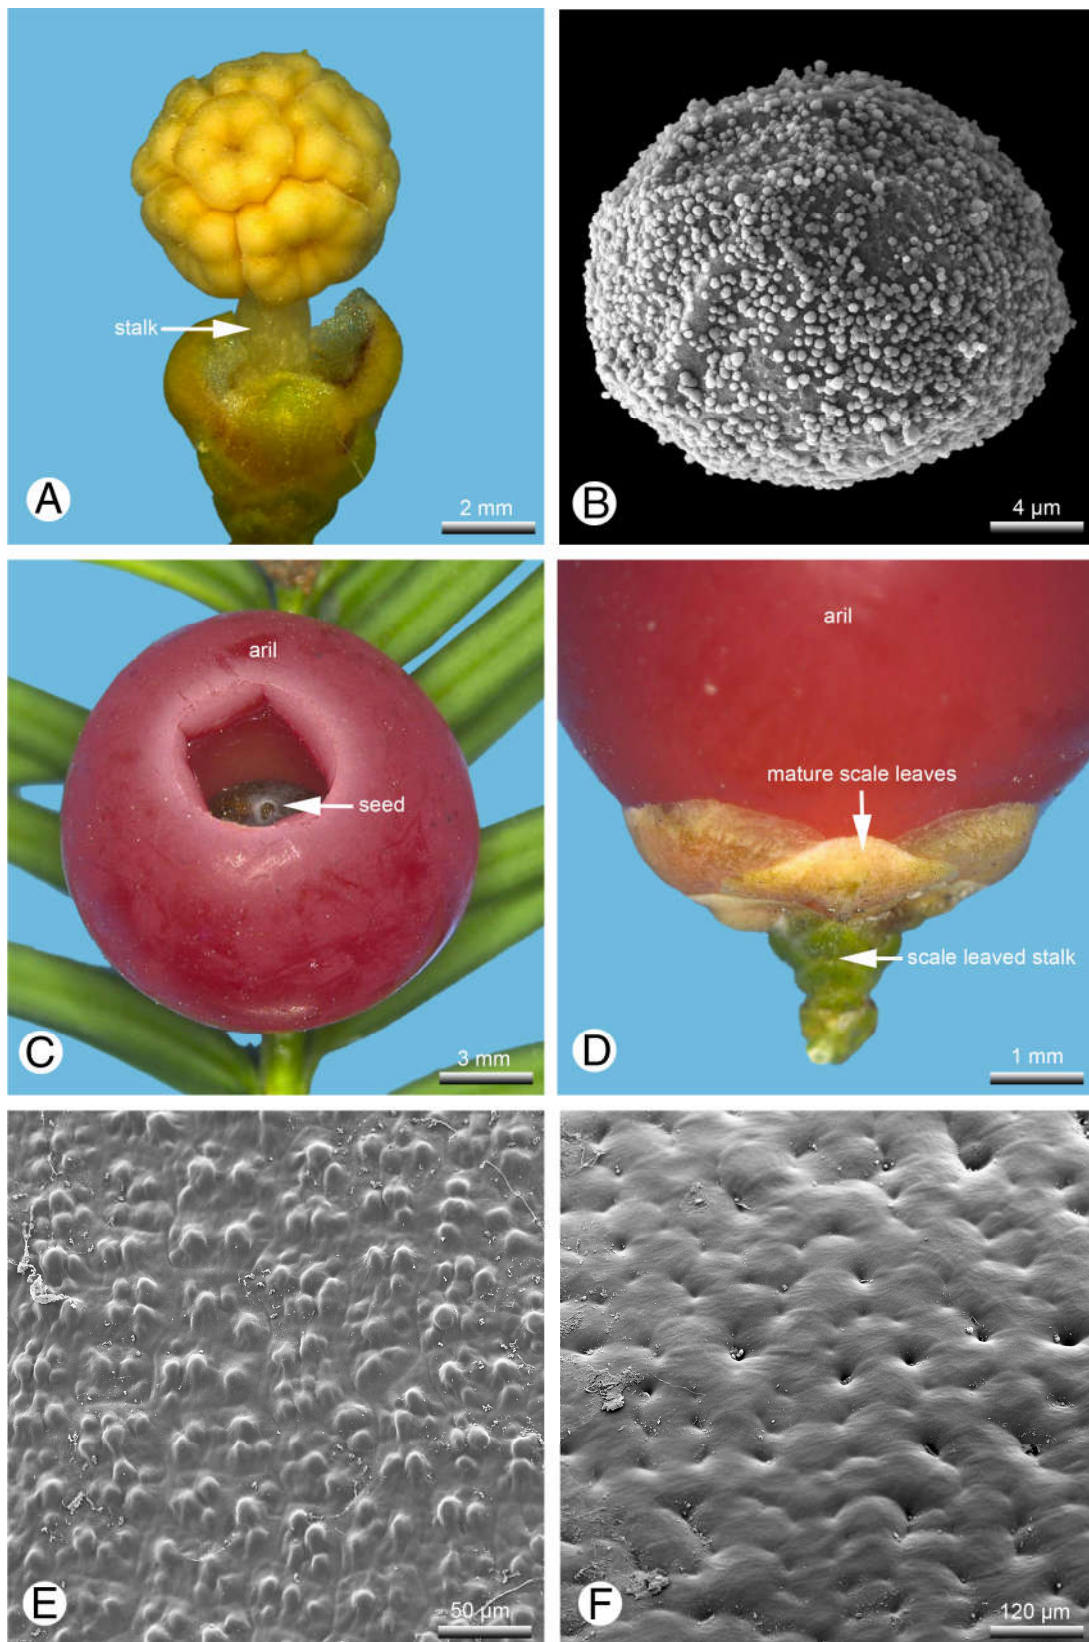 stalk
A
2 mm
B
4 µm
aril
seed
C
3 mm
aril
mature scale leaves
scale leaved stalk
D
1 mm
E
50 µm
F
120 µm